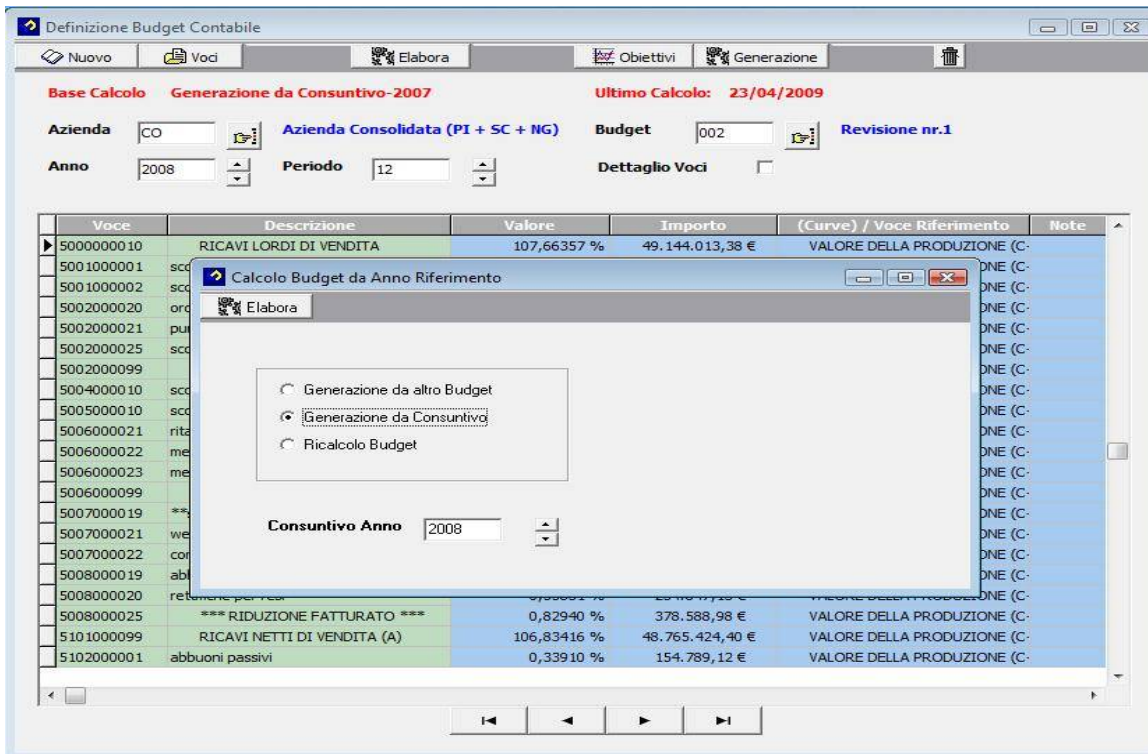 Definizione Budget Contabile
Nuovo Voci Elabora Obiettivi Generazione
Base Calcolo Generazione da Consuntivo-2007 Ultimo Calcolo: 23/04/2009
Azienda CO Azienda Consolidata (PI + SC + NG) Budget 002 Revisione nr.1
Anno 2008 Periodo 12 Dettaglio Voci
Voce Descrizione Valore Importo (Curve) / Voce Riferimento Note
5000000010 RICAVI LORDI DI VENDITA 107,66357 % 49.144.013,38 € VALORE DELLA PRODUZIONE (C-
5001000001
5001000002
5002000020
5002000021
5002000025
5002000099
5004000010
5005000010
5006000021
5006000022
5006000023
5006000099
5007000019
5007000021
5007000022
5008000019
5008000020
Calcolo Budget da Anno Riferimento
Elabora
Generazione da altro Budget
Generazione da Consuntivo
Ricalcolo Budget
Consuntivo Anno 2008
5008000025 *** RIDUZIONE FATTURATO *** 0,82940 % 378.588,98 € VALORE DELLA PRODUZIONE (C-
5101000099 RICAVI NETTI DI VENDITA (A) 106,83416 % 48.765.424,40 € VALORE DELLA PRODUZIONE (C-
5102000001 abbuoni passivi 0,33910 % 154.789,12 € VALORE DELLA PRODUZIONE (C-